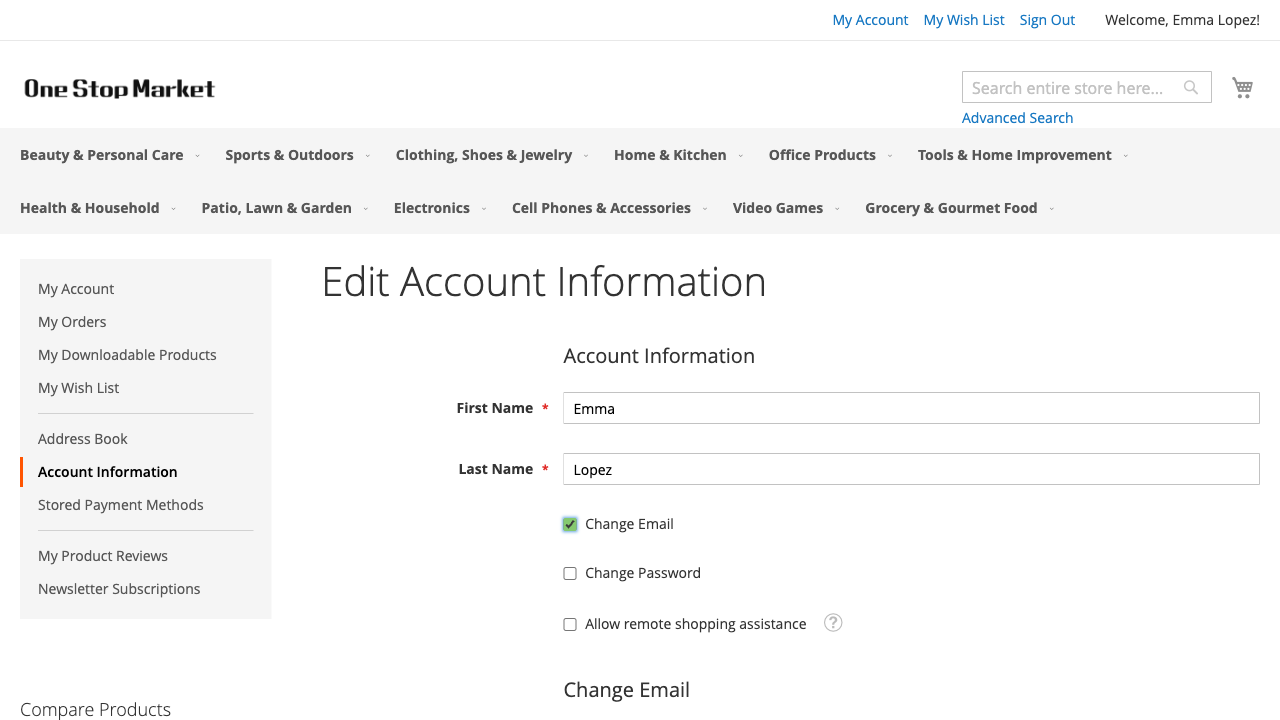 My Account My Wish List Sign Out Welcome, Emma Lopez!
One Stop Market
Search entire store here...
Advanced Search
Beauty & Personal Care Sports & Outdoors Clothing, Shoes & Jewelry Home & Kitchen Office Products Tools & Home Improvement
Health & Household Patio, Lawn & Garden Electronics Cell Phones & Accessories Video Games Grocery & Gourmet Food
My Account
My Orders
My Downloadable Products
My Wish List
Address Book
Account Information
Stored Payment Methods
My Product Reviews
Newsletter Subscriptions
Compare Products
Edit Account Information
Account Information
First Name * Emma
Last Name * Lopez
Change Email
Change Password
Allow remote shopping assistance ?
Change Email